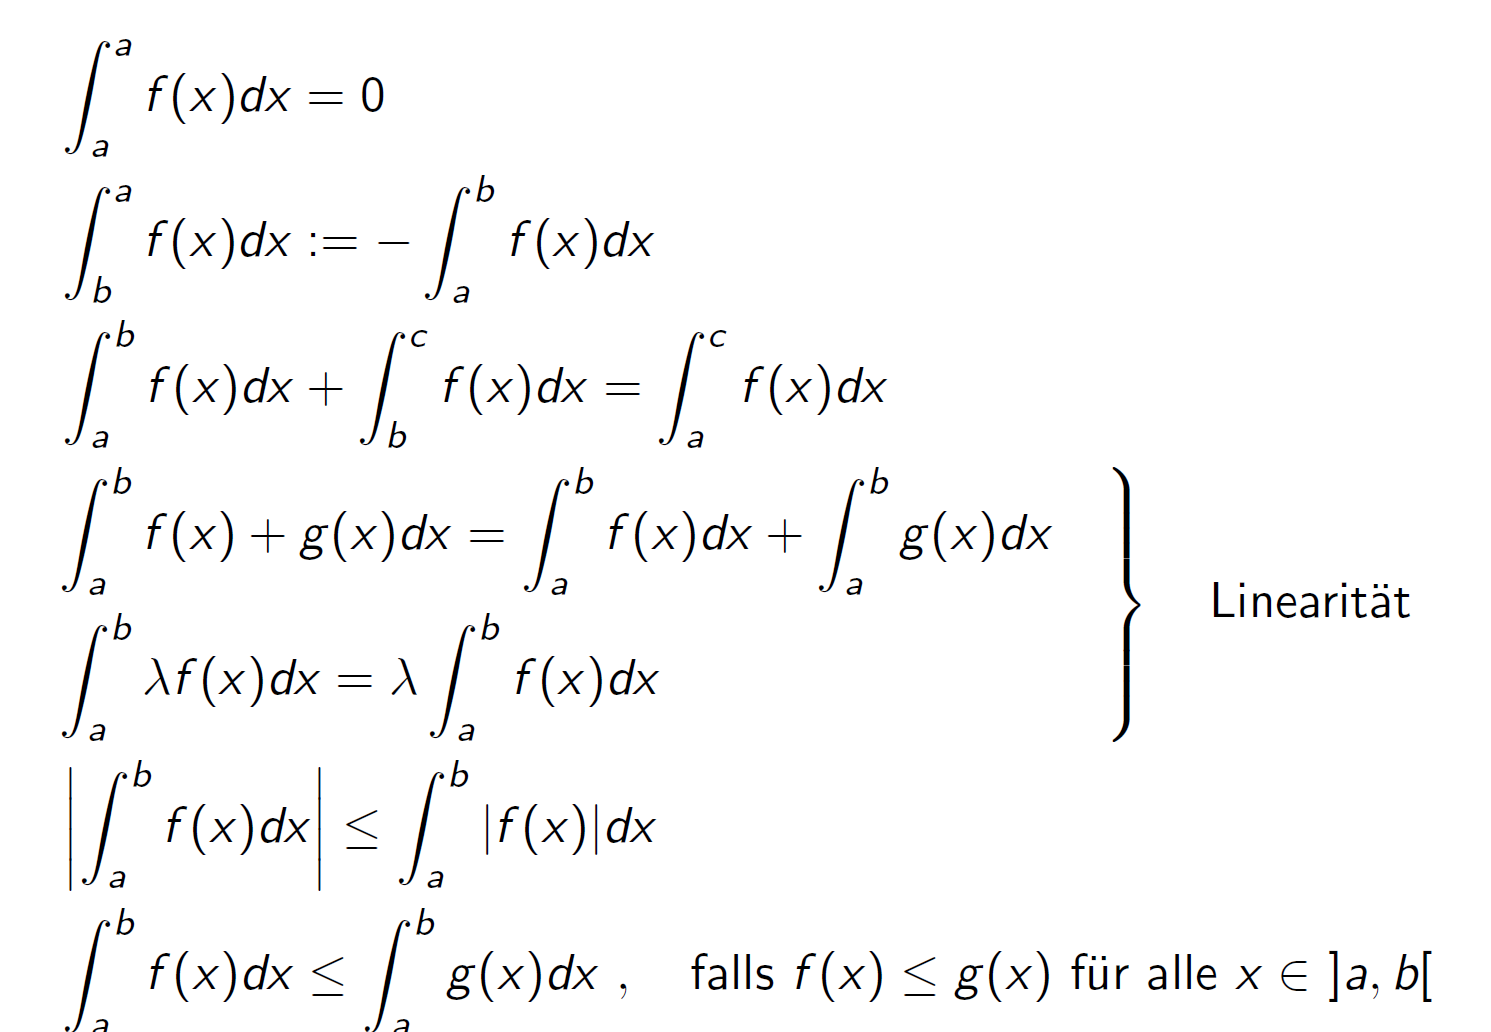 ∫_a^a f(x)dx = 0
∫_b^a f(x)dx := − ∫_a^b f(x)dx
∫_a^b f(x)dx + ∫_b^c f(x)dx = ∫_a^c f(x)dx
∫_a^b f(x) + g(x)dx = ∫_a^b f(x)dx + ∫_a^b g(x)dx
Linearität
∫_a^b λf(x)dx = λ ∫_a^b f(x)dx
|∫_a^b f(x)dx| ≤ ∫_a^b |f(x)|dx
∫_a^b f(x)dx ≤ ∫_a^b g(x)dx , falls f(x) ≤ g(x) für alle x ∈ ]a, b[